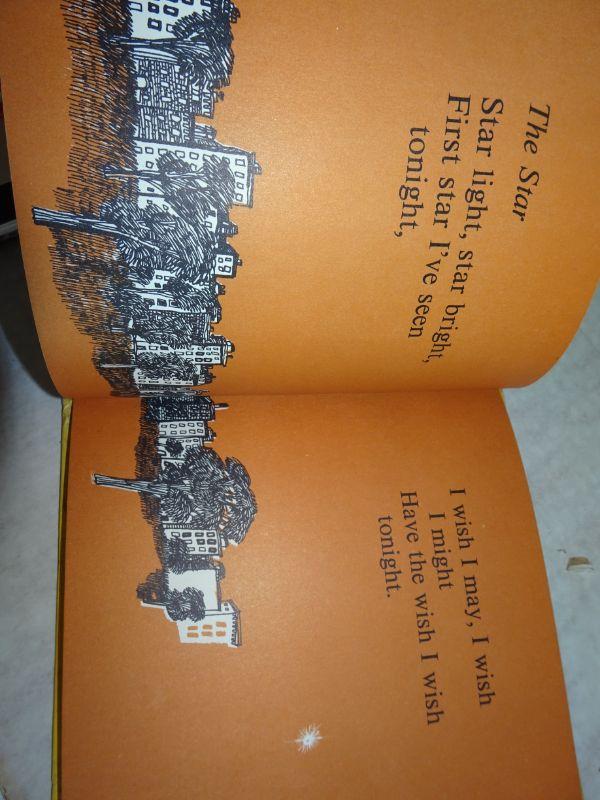 The Star
Star light, star bright,
First star I've seen
tonight,
I wish I may, I wish
I might
Have the wish I wish
tonight.